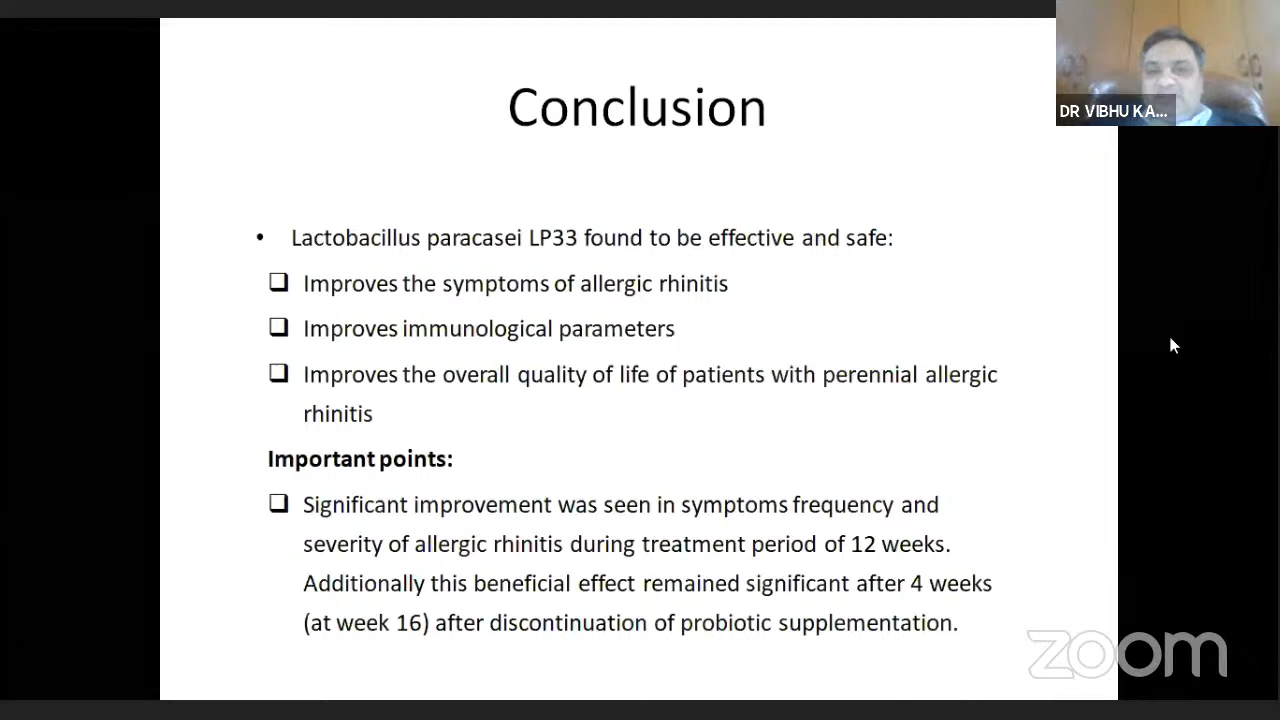 Conclusion
DR VIBHU KA...
• Lactobacillus paracasei LP33 found to be effective and safe:
❑ Improves the symptoms of allergic rhinitis
❑ Improves immunological parameters
❑ Improves the overall quality of life of patients with perennial allergic
rhinitis
Important points:
❑ Significant improvement was seen in symptoms frequency and
severity of allergic rhinitis during treatment period of 12 weeks.
Additionally this beneficial effect remained significant after 4 weeks
(at week 16) after discontinuation of probiotic supplementation.
zoom